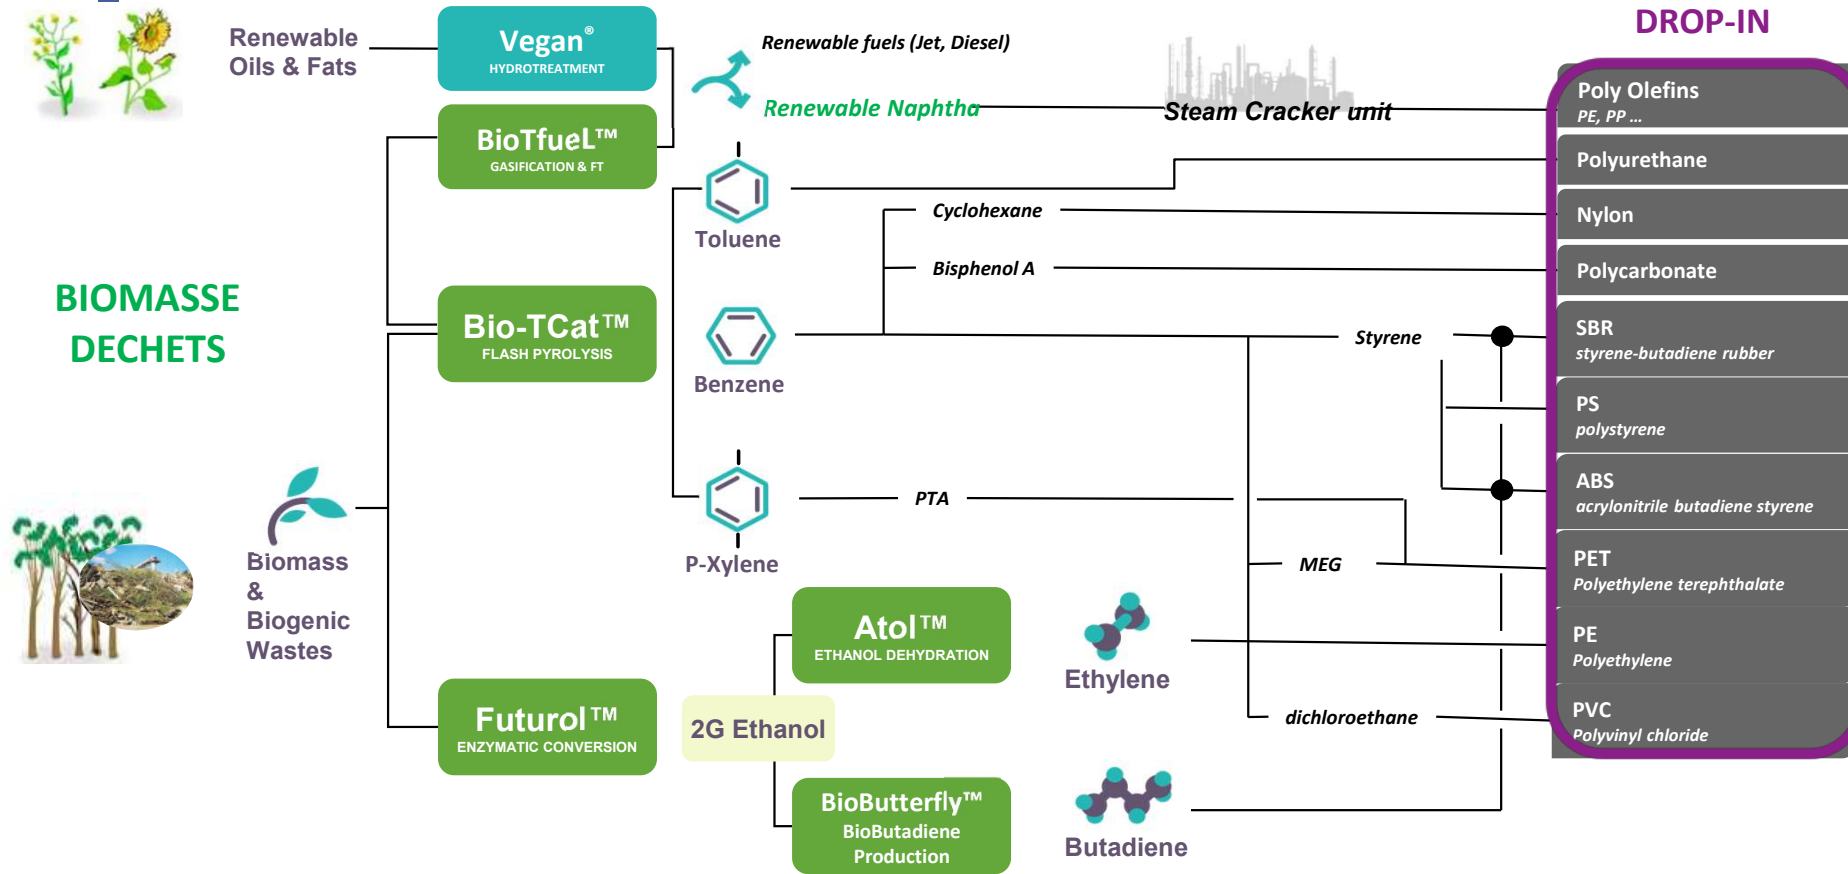 DROP-IN
Renewable
Oils & Fats
Vegan®
HYDROTREATMENT
Renewable fuels (Jet, Diesel)
Renewable Naphtha
Steam Cracker unit
Poly Olefins
PE, PP ...
BioTfueL™
GASIFICATION & FT
Polyurethane
Toluene
Cyclohexane
Nylon
Bisphenol A
Polycarbonate
BIOMASSE
DECHETS
Bio-TCat™
FLASH PYROLYSIS
Benzene
Styrene
SBR
styrene-butadiene rubber
PS
polystyrene
ABS
acrylonitrile butadiene styrene
PTA
P-Xylene
Biomass
&
Biogenic
Wastes
MEG
PET
Polyethylene terephthalate
Atol™
ETHANOL DEHYDRATION
Ethylene
PE
Polyethylene
Futurol™
ENZYMATIC CONVERSION
2G Ethanol
dichloroethane
PVC
Polyvinyl chloride
BioButterfly™
BioButadiene
Production
Butadiene